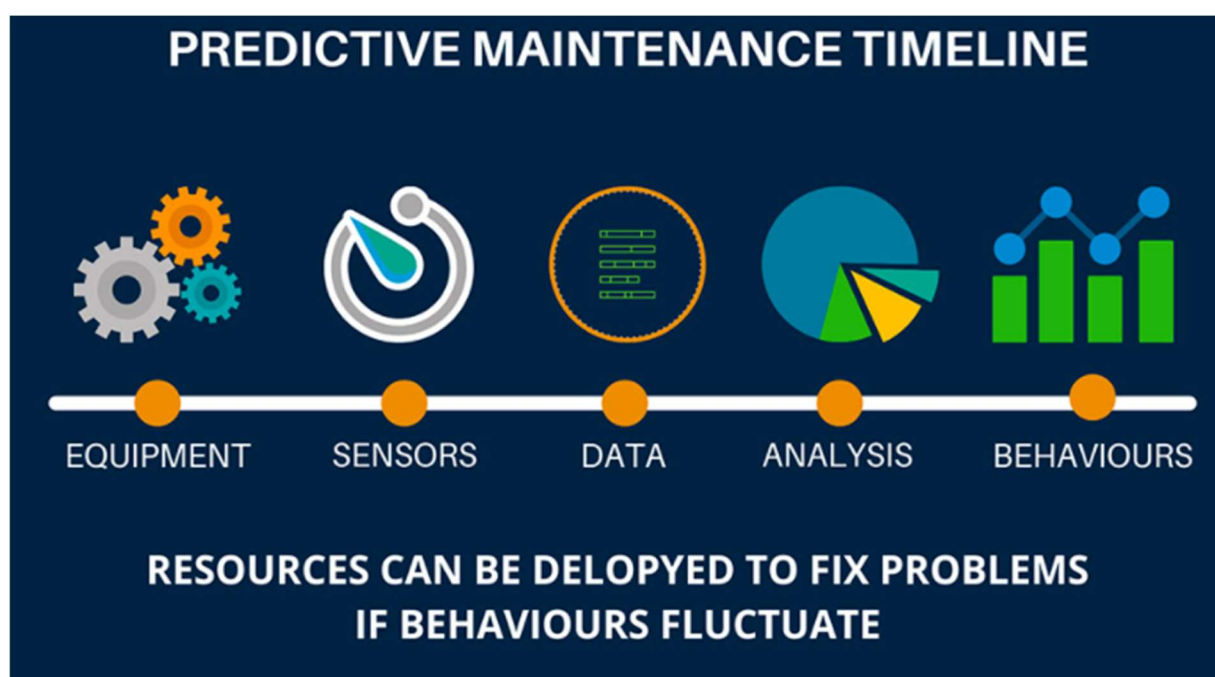 PREDICTIVE MAINTENANCE TIMELINE
EQUIPMENT
SENSORS
DATA
ANALYSIS
BEHAVIOURS
RESOURCES CAN BE DELOPYED TO FIX PROBLEMS
IF BEHAVIOURS FLUCTUATE